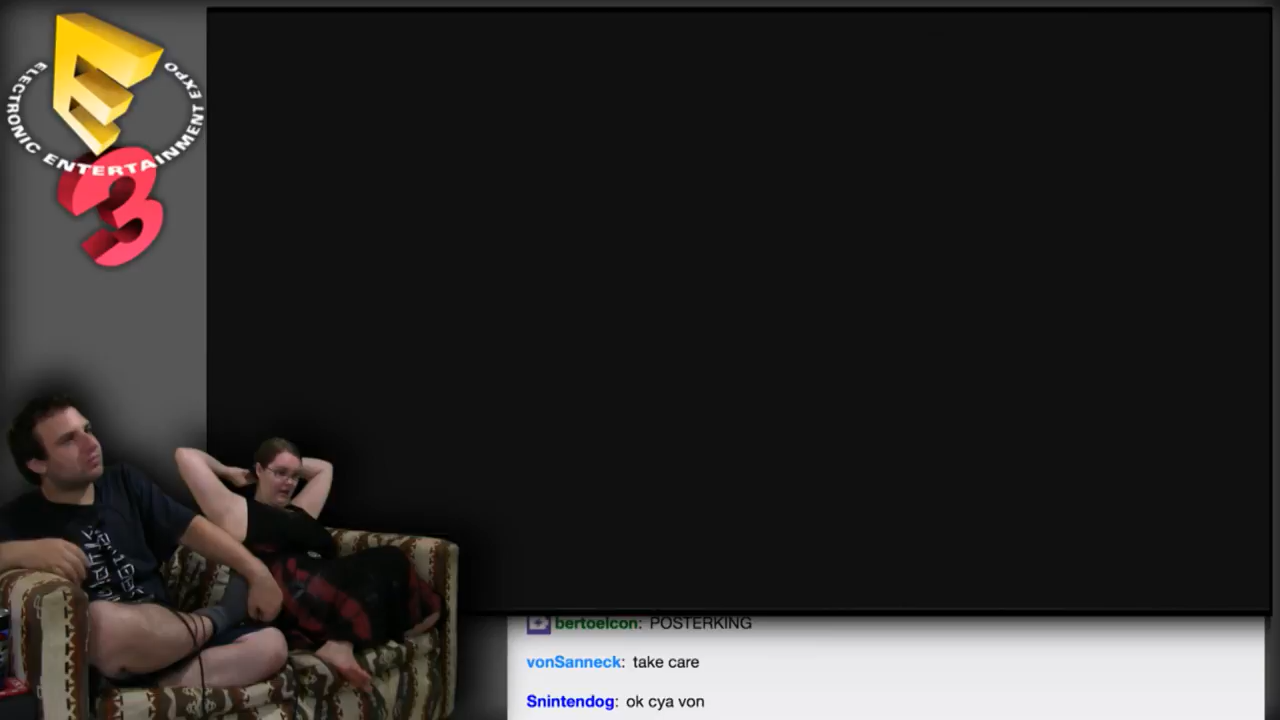 E
ELECTRONIC ENTERTAINMENT EXPO
3
bertoelcon: POSTERKING
vonSanneck: take care
Snintendog: ok cya von